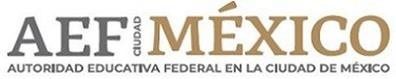 AEF CIUDAD MÉXICO
AUTORIDAD EDUCATIVA FEDERAL EN LA CIUDAD DE MÉXICO